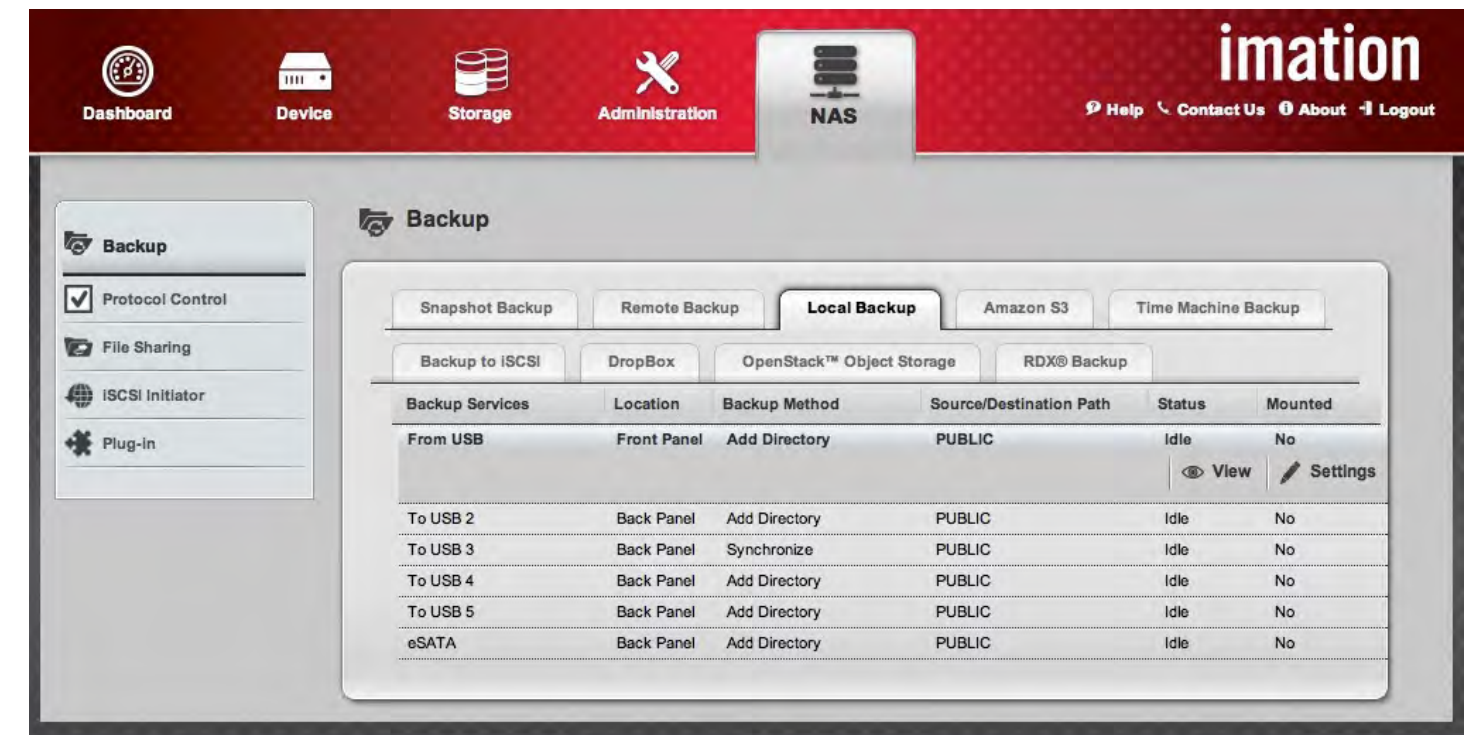 imation
Dashboard Device Storage Administration NAS
Help Contact Us About Logout
Backup
Protocol Control
File Sharing
iSCSI Initiator
Plug-in
Backup
Snapshot Backup Remote Backup Local Backup Amazon S3 Time Machine Backup
Backup to iSCSI DropBox OpenStack™ Object Storage RDX® Backup
Backup Services Location Backup Method Source/Destination Path Status Mounted
From USB Front Panel Add Directory PUBLIC Idle No
View Settings
To USB 2 Back Panel Add Directory PUBLIC Idle No
To USB 3 Back Panel Synchronize PUBLIC Idle No
To USB 4 Back Panel Add Directory PUBLIC Idle No
To USB 5 Back Panel Add Directory PUBLIC Idle No
eSATA Back Panel Add Directory PUBLIC Idle No